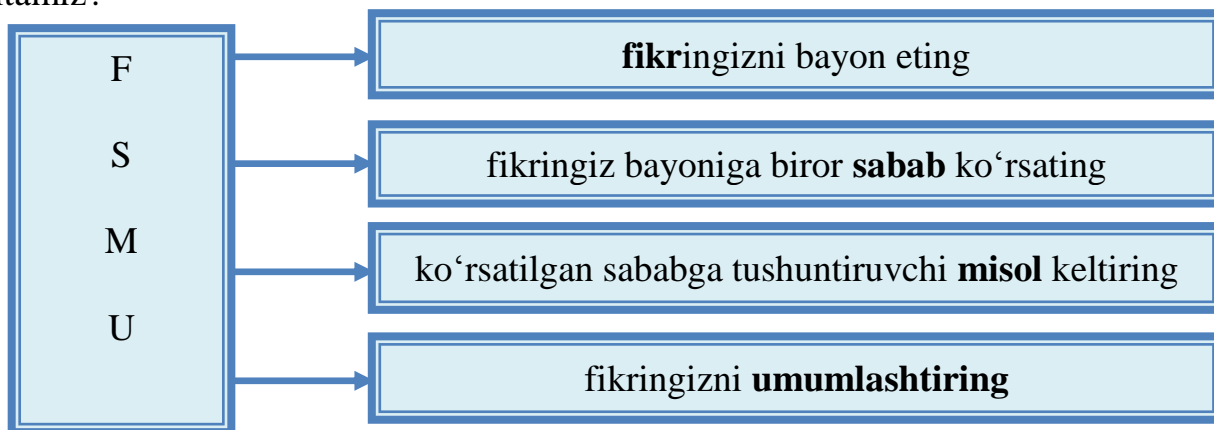 F
fikringizni bayon eting
S
fikringiz bayoniga biror sabab ko‘rsating
M
ko‘rsatilgan sababga tushuntiruvchi misol keltiring
U
fikringizni umumlashtiring